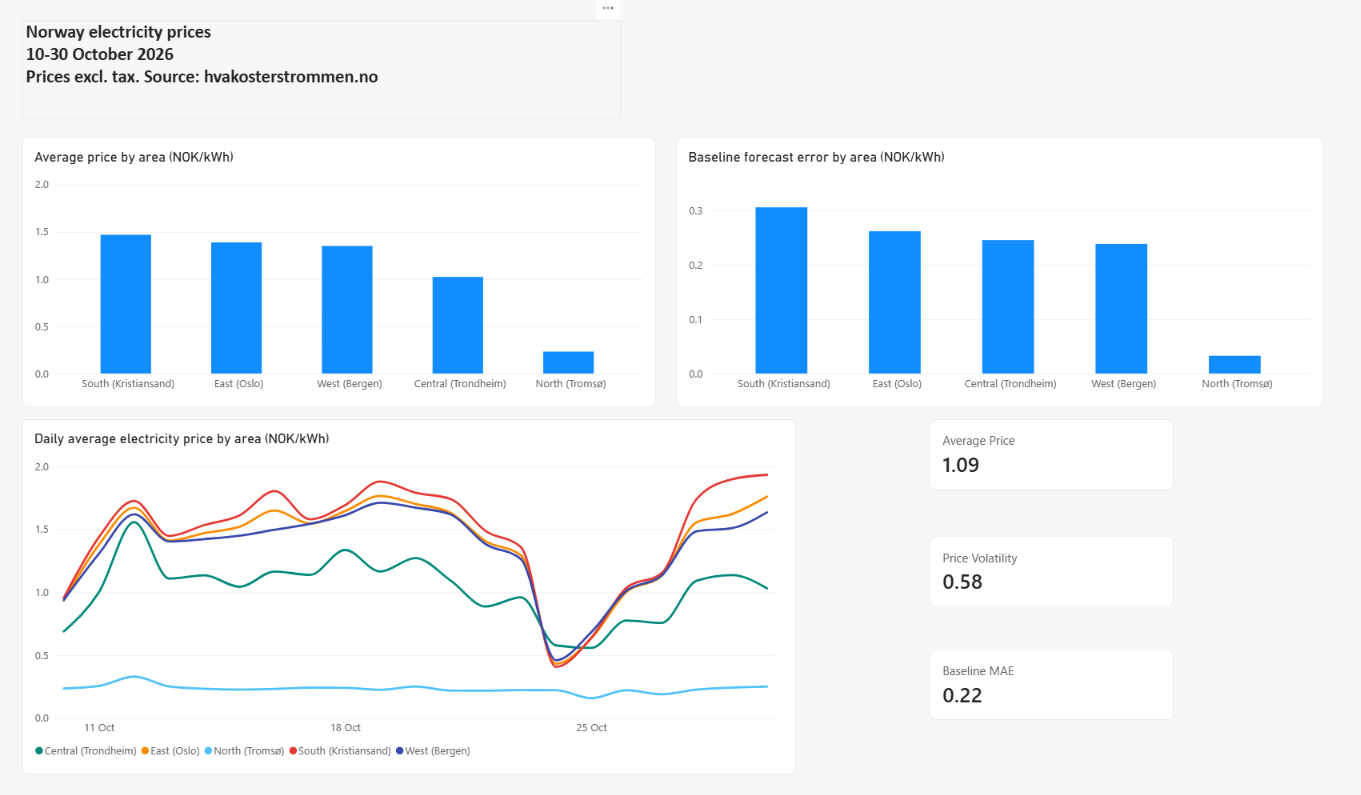 Norway electricity prices
10-30 October 2026
Prices excl. tax. Source: hvakosterstrommen.no
Average price by area (NOK/kWh)
2.0
1.5
1.0
0.5
0.0
South (Kristiansand) East (Oslo) West (Bergen) Central (Trondheim) North (Tromsø)
Baseline forecast error by area (NOK/kWh)
0.3
0.2
0.1
0.0
South (Kristiansand) East (Oslo) Central (Trondheim) West (Bergen) North (Tromsø)
Daily average electricity price by area (NOK/kWh)
2.0
1.5
1.0
0.5
0.0
11 Oct 18 Oct 25 Oct
Central (Trondheim) East (Oslo) North (Tromsø) South (Kristiansand) West (Bergen)
Average Price
1.09
Price Volatility
0.58
Baseline MAE
0.22